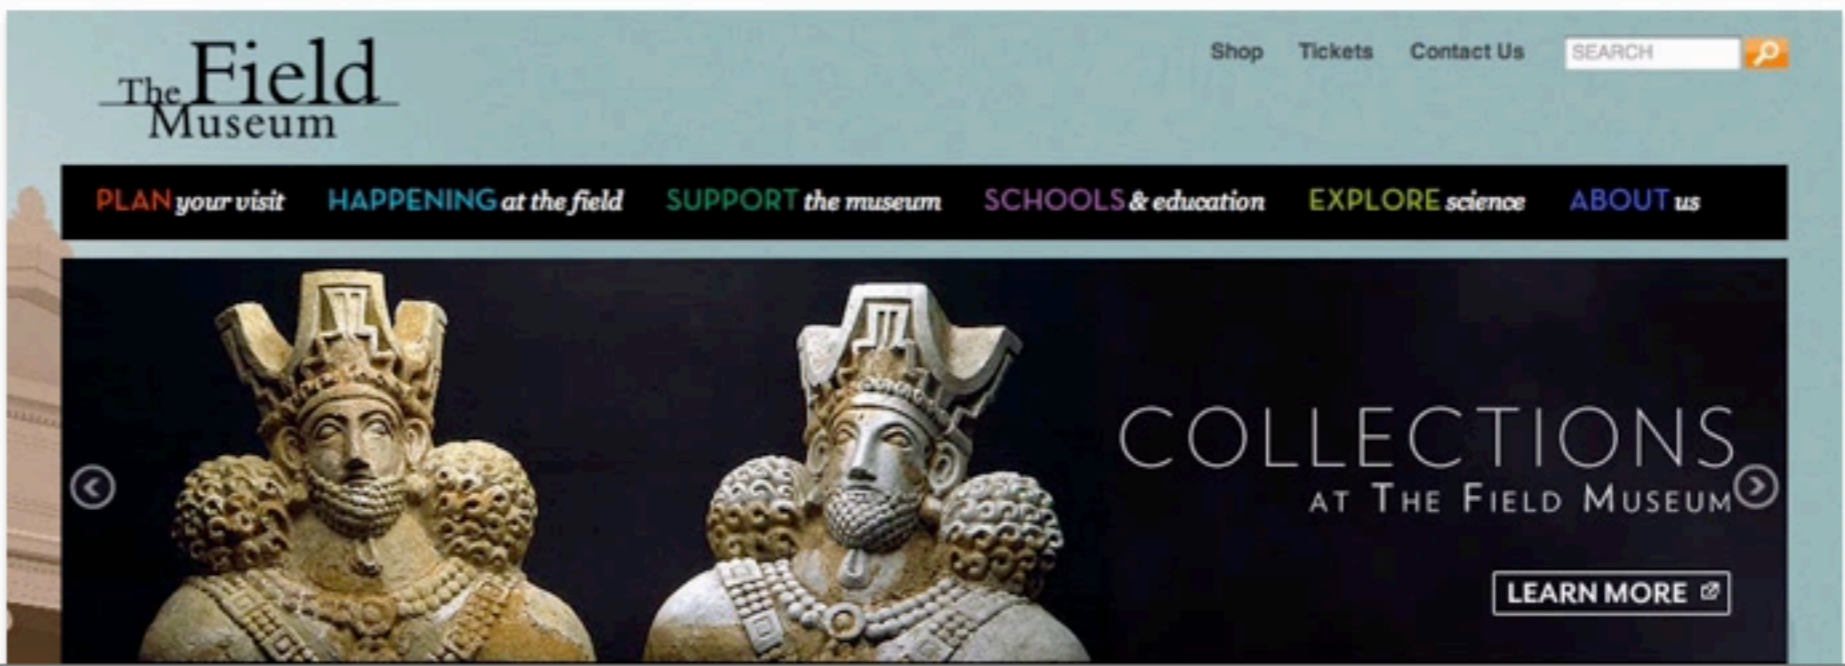 The Field
Museum
Shop Tickets Contact Us SEARCH
PLAN your visit HAPPENING at the field SUPPORT the museum SCHOOLS & education EXPLORE science ABOUT us
COLLECTIONS
AT THE FIELD MUSEUM
LEARN MORE